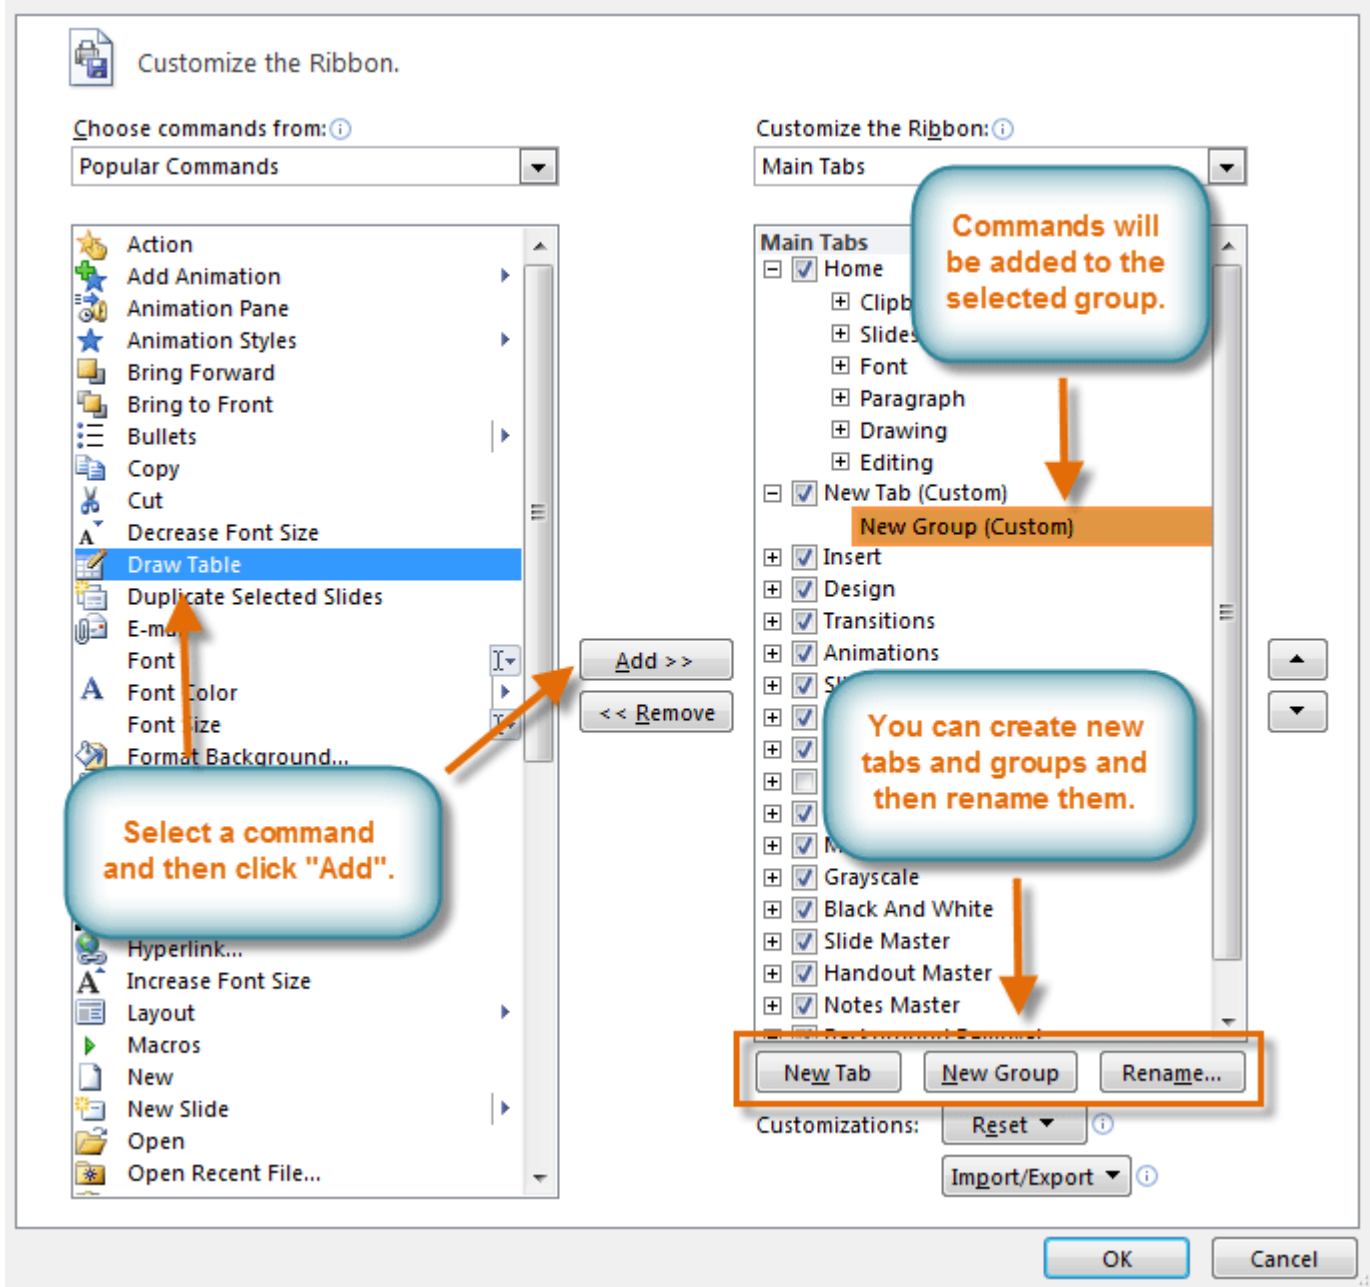 Customize the Ribbon.
Choose commands from:
Popular Commands
Action
Add Animation
Animation Pane
Animation Styles
Bring Forward
Bring to Front
Bullets
Copy
Cut
Decrease Font Size
Draw Table
Duplicate Selected Slides
Font
Font Color
Font Size
Format Background...
Select a command
and then click "Add".
Hyperlink...
Increase Font Size
Layout
Macros
New
New Slide
Open
Open Recent File...
Add >>
<< Remove
Customize the Ribbon:
Main Tabs
Commands will
be added to the
selected group.
Main Tabs
Home
Slides
Font
Paragraph
Drawing
Editing
New Tab (Custom)
New Group (Custom)
Insert
Design
Transitions
Animations
You can create new
tabs and groups and
then rename them.
Grayscale
Black And White
Slide Master
Handout Master
Notes Master
New Tab
New Group
Rename...
Customizations:
Reset
Import/Export
OK
Cancel